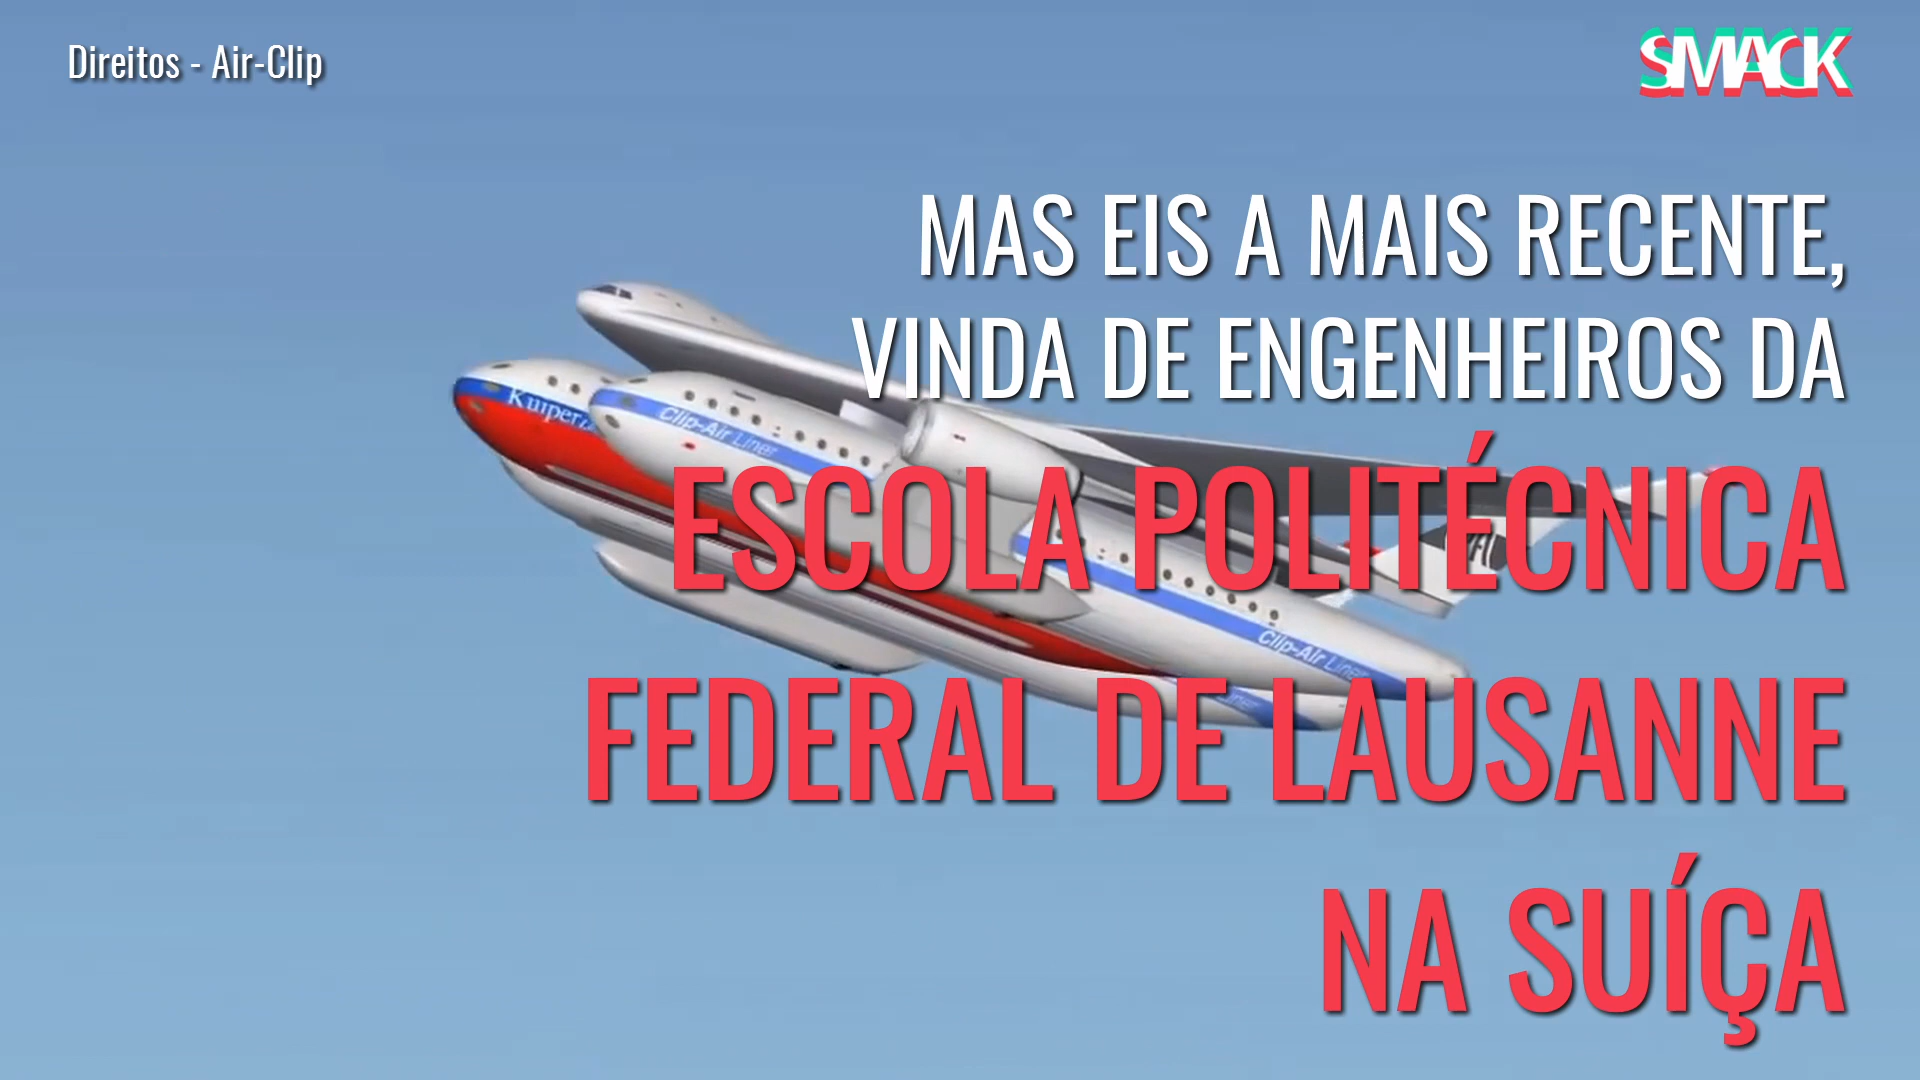 Direitos - Air-Clip
SMACK
MAS EIS A MAIS RECENTE,
VINDA DE ENGENHEIROS DA
ESCOLA POLITÉCNICA
FEDERAL DE LAUSANNE
NA SUÍÇA
Kuiper
Clip-Air Liner
Clip-Air Liner
Liner